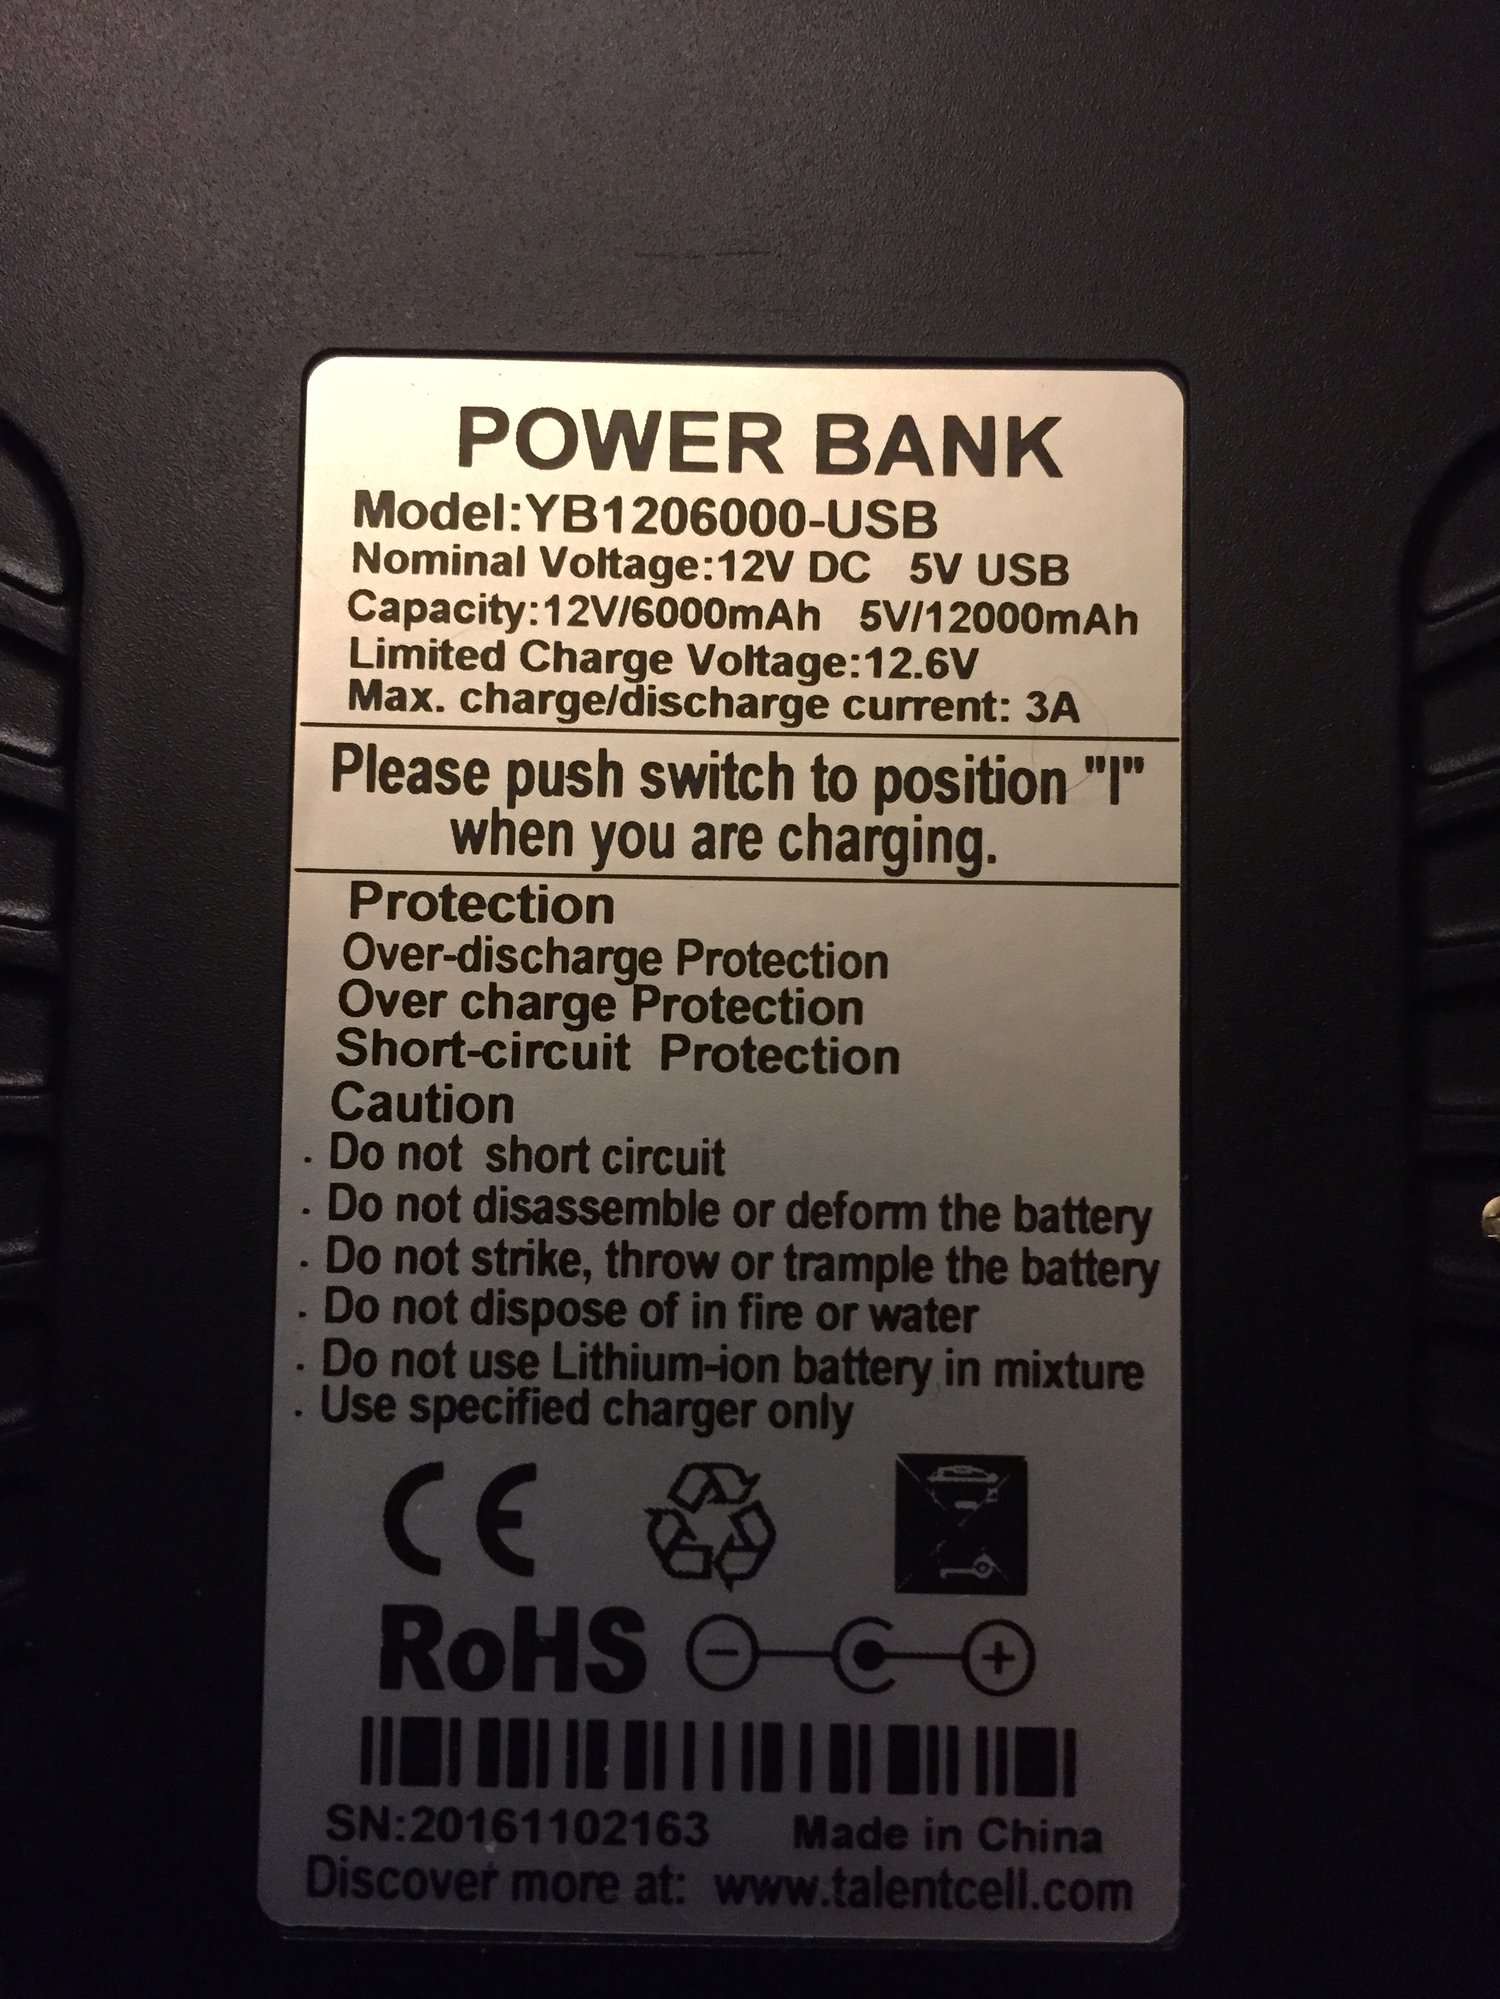 POWER BANK
Model:YB1206000-USB
Nominal Voltage:12V DC 5V USB
Capacity:12V/6000mAh 5V/12000mAh
Limited Charge Voltage:12.6V
Max. charge/discharge current: 3A
Please push switch to position "I"
when you are charging.
Protection
Over-discharge Protection
Over charge Protection
Short-circuit Protection
Caution
. Do not short circuit
. Do not disassemble or deform the battery
. Do not strike, throw or trample the battery
. Do not dispose of in fire or water
. Do not use Lithium-ion battery in mixture
. Use specified charger only
CE
RoHS - +
SN:20161102163 Made in China
Discover more at: www.talentcell.com